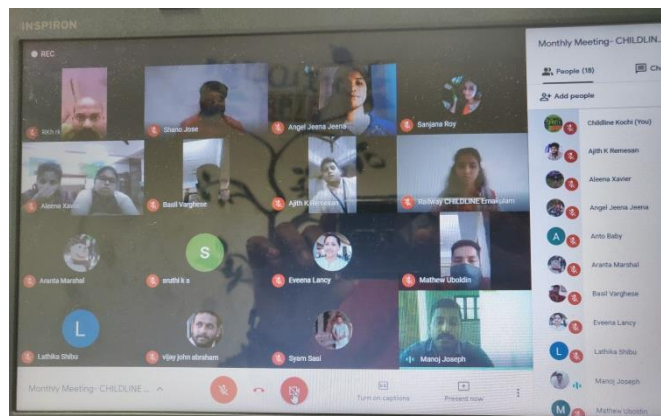 INSPIRON
REC
RKh rk
Shano Jose
Angel Jeena Jeena
Sanjana Roy
Aleena Xavier
Basil Varghese
Ajith K Remesan
Railway CHILDLINE Ernakulam
Aranta Marshal
sruthi k s
Eveena Lancy
Mathew Uboldin
S
L
Lathika Shibu
vijay john abraham
Syam Sasi
Manoj Joseph
Monthly Meeting- CHILDLINE ...
Turn on captions
Present now
Monthly Meeting- CHILDLIN...
People (18)
Ch
Add people
Childline Kochi (You)
Ajith K Remesan
Aleena Xavier
Angel Jeena Jeena
A
Anto Baby
Aranta Marshal
Basil Varghese
Eveena Lancy
L
Lathika Shibu
Manoj Joseph
M
Mathew Uboldin